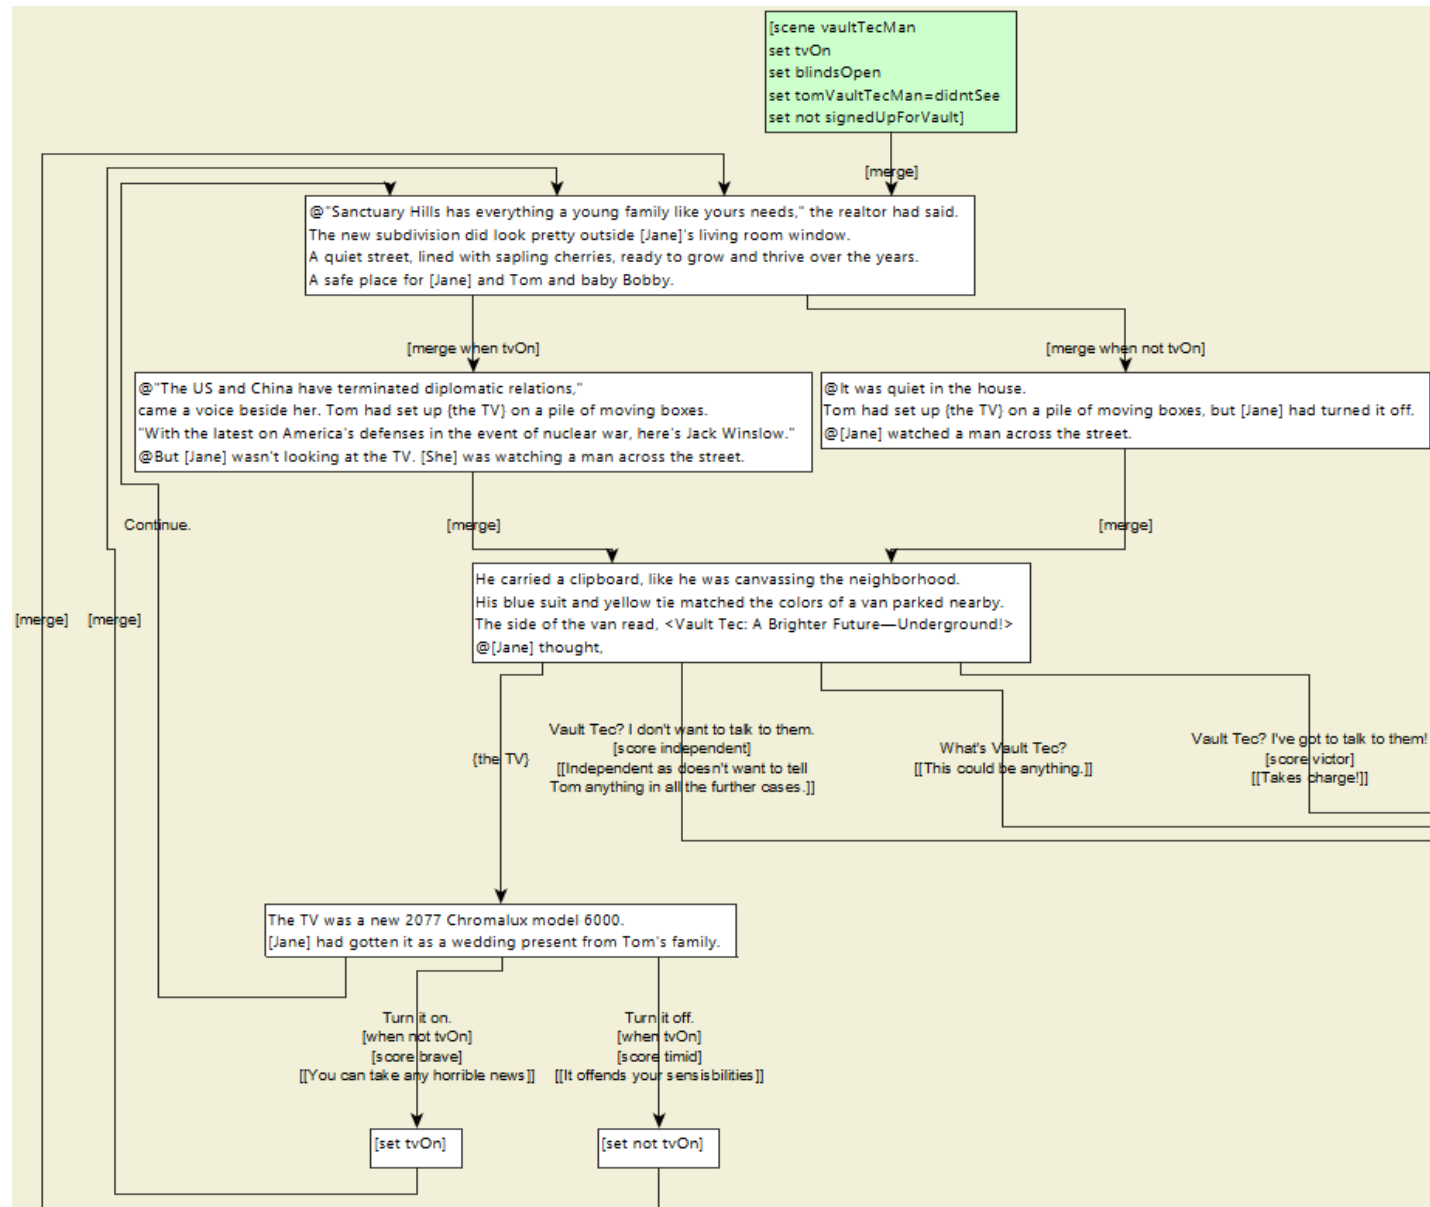 [scene vaultTecMan
set tvOn
set blindsOpen
set tomVaultTecMan=didntSee
set not signedUpForVault]
[merge]
@"Sanctuary Hills has everything a young family like yours needs," the realtor had said.
The new subdivision did look pretty outside [Jane]'s living room window.
A quiet street, lined with sapling cherries, ready to grow and thrive over the years.
A safe place for [Jane] and Tom and baby Bobby.
[merge when tvOn]
[merge when not tvOn]
@"The US and China have terminated diplomatic relations,"
came a voice beside her. Tom had set up {the TV} on a pile of moving boxes.
"With the latest on America's defenses in the event of nuclear war, here's Jack Winslow."
@But [Jane] wasn't looking at the TV. [She] was watching a man across the street.
@It was quiet in the house.
Tom had set up {the TV} on a pile of moving boxes, but [Jane] had turned it off.
@[Jane] watched a man across the street.
Continue.
[merge]
[merge]
He carried a clipboard, like he was canvassing the neighborhood.
His blue suit and yellow tie matched the colors of a van parked nearby.
The side of the van read, <Vault Tec: A Brighter Future—Underground!>
@[Jane] thought,
[merge]
[merge]
{the TV}
Vault Tec? I don't want to talk to them.
[score independent]
[[Independent as doesn't want to tell
Tom anything in all the further cases.]]
What's Vault Tec?
[[This could be anything.]]
Vault Tec? I've got to talk to them!
[score victor]
[[Takes charge!]]
The TV was a new 2077 Chromalux model 6000.
[Jane] had gotten it as a wedding present from Tom's family.
Turn it on.
[when not tvOn]
[score brave]
[[You can take any horrible news]]
Turn it off.
[when tvOn]
[score timid]
[[It offends your sensisbilities]]
[set tvOn]
[set not tvOn]